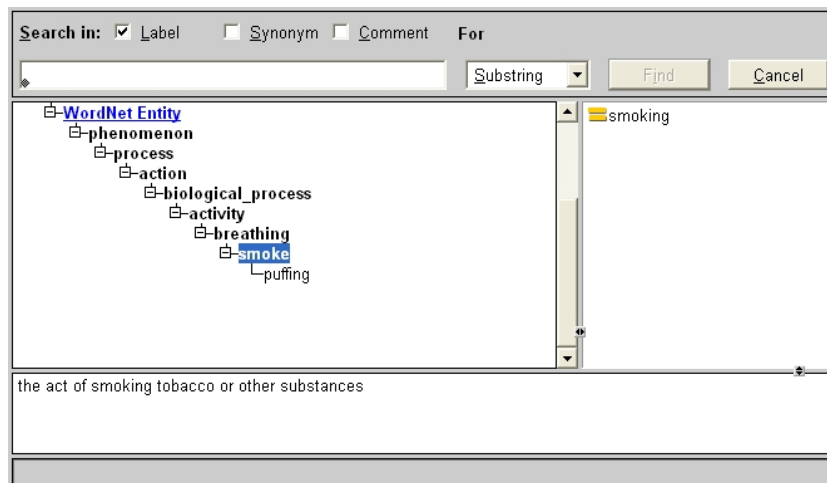 Search in: Label Synonym Comment For
Substring Find Cancel
WordNet Entity
phenomenon
process
action
biological_process
activity
breathing
smoke
puffing
smoking
the act of smoking tobacco or other substances